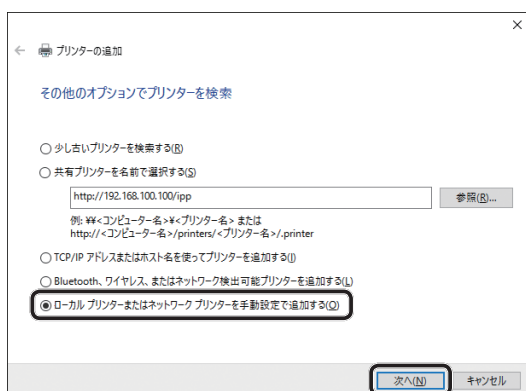 プリンターの追加
その他のオプションでプリンターを検索
少し古いプリンターを検索する(R)
共有プリンターを名前で選択する(S)
http://192.168.100.100/ipp
参照(R)...
例: ¥¥<コンピューター名>¥<プリンター名> または
http://<コンピューター名>/printers/<プリンター名>/.printer
TCP/IP アドレスまたはホスト名を使ってプリンターを追加する(I)
Bluetooth、ワイヤレス、またはネットワーク検出可能プリンターを追加する(L)
ローカル プリンターまたはネットワーク プリンターを手動設定で追加する(O)
次へ(N)
キャンセル